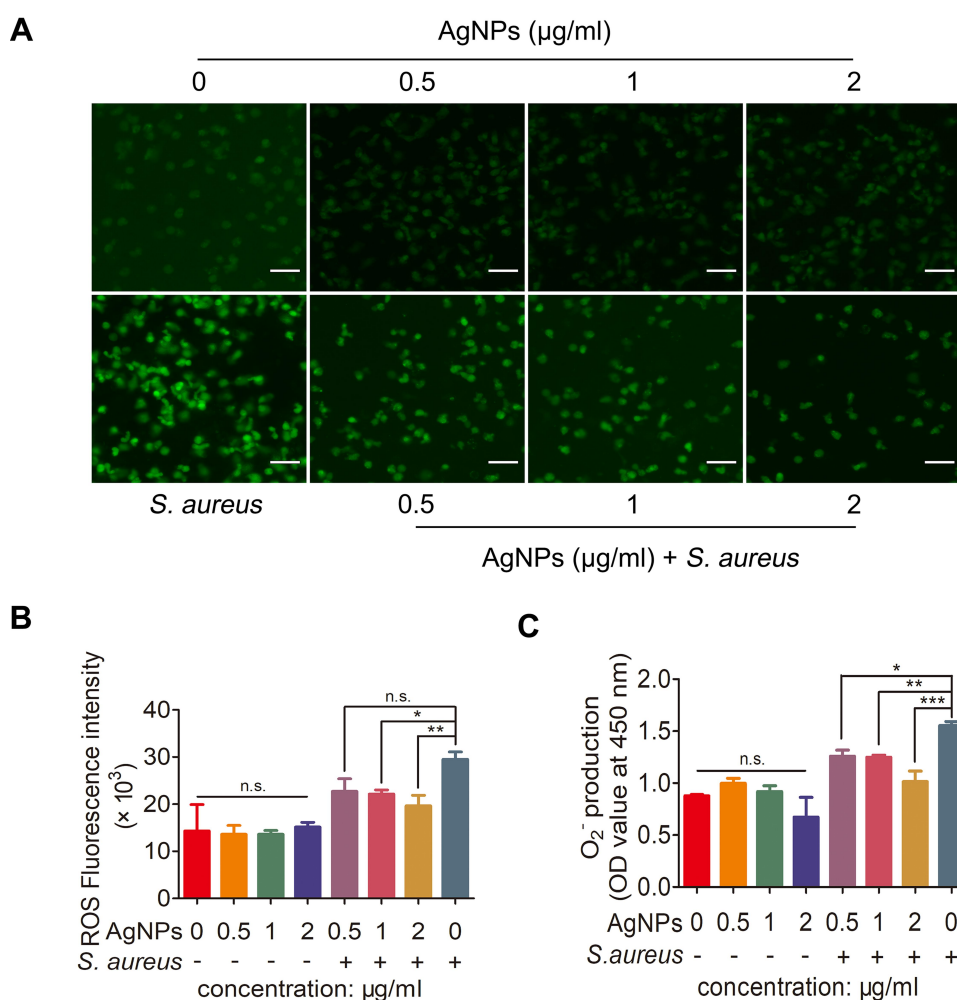 A
AgNPs (µg/ml)
0 0.5 1 2
S. aureus 0.5 1 2
AgNPs (µg/ml) + S. aureus
B
ROS Fluorescence intensity
(× 10³)
40
30
20
10
0
n.s.
n.s.
*
**
AgNPs 0 0.5 1 2 0.5 1 2 0
S. aureus - - - - + + + +
concentration: µg/ml
C
O₂⁻ production
(OD value at 450 nm)
2.0
1.5
1.0
0.5
0.0
n.s.
*
**
***
AgNPs 0 0.5 1 2 0.5 1 2 0
S.aureus - - - - + + + +
concentration: µg/ml